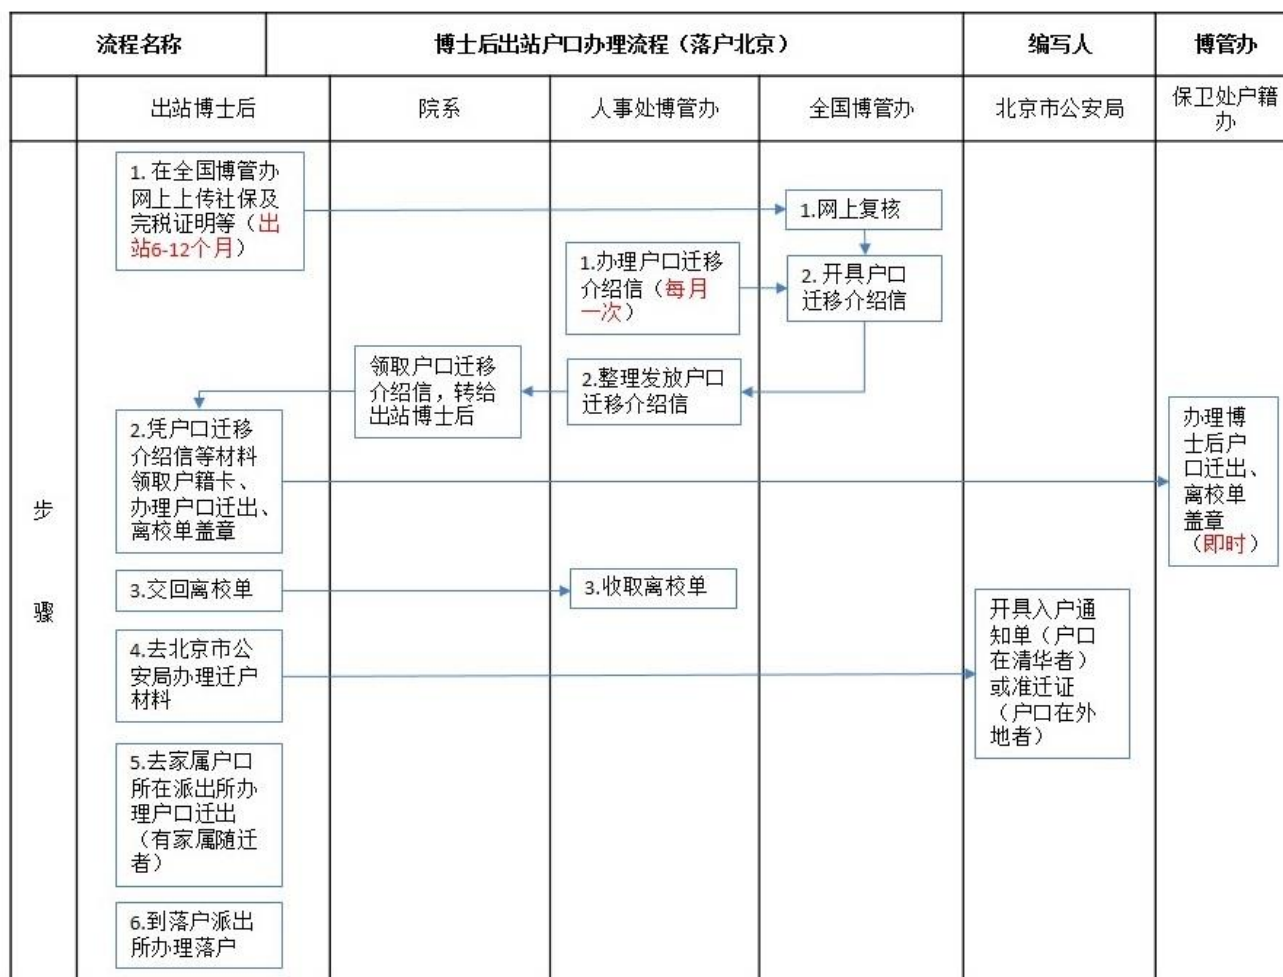 流程名称
博士后出站户口办理流程（落户北京）
编写人
博管办
出站博士后
院系
人事处博管办
全国博管办
北京市公安局
保卫处户籍
办
步
骤
1. 在全国博管办
网上上传社保及
完税证明等（出
站6-12个月）
1.网上复核
1.办理户口迁移
介绍信（每月
一次）
2. 开具户口
迁移介绍信
领取户口迁移
介绍信，转给
出站博士后
2.整理发放户口
迁移介绍信
2.凭户口迁移
介绍信等材料
领取户籍卡、
办理户口迁出、
离校单盖章
办理博
士后户
口迁出、
离校单
盖章
（即时）
3.交回离校单
3.收取离校单
4.去北京市公
安局办理迁户
材料
开具入户通
知单（户口
在清华者）
或准迁证
（户口在外
地者）
5.去家属户口
所在派出所办
理户口迁出
（有家属随迁
者）
6.到落户派出
所办理落户